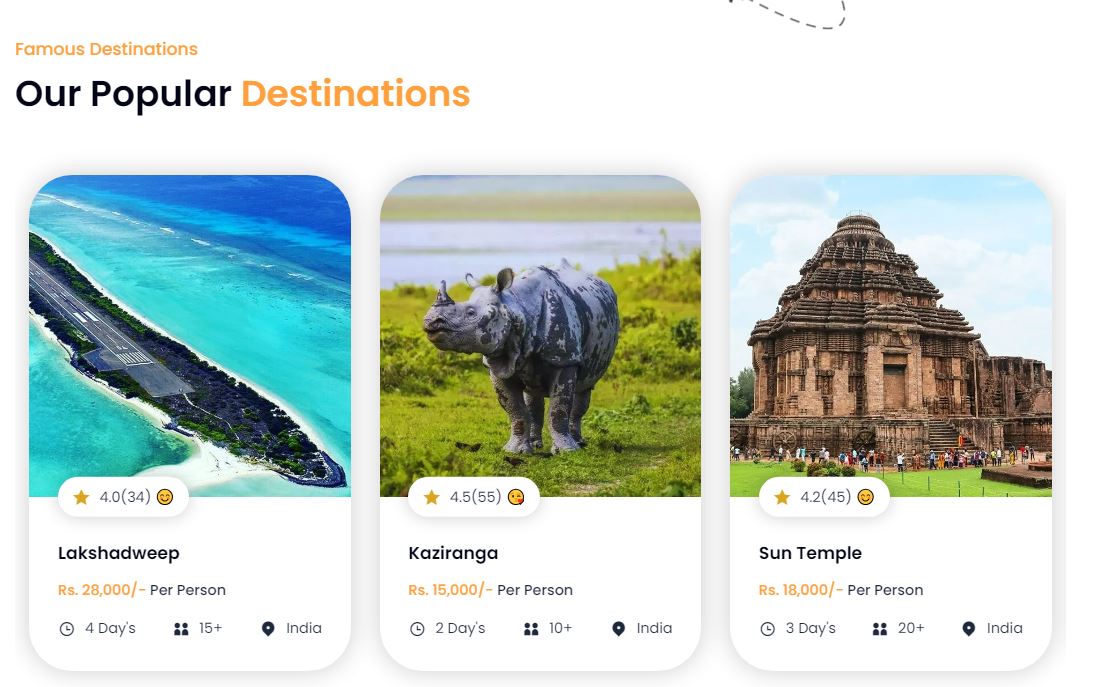 Famous Destinations
Our Popular Destinations
4.0(34) 😊
4.5(55) 😘
4.2(45) 😊
Lakshadweep
Kaziranga
Sun Temple
Rs. 28,000/- Per Person
Rs. 15,000/- Per Person
Rs. 18,000/- Per Person
4 Day's 15+ India
2 Day's 10+ India
3 Day's 20+ India